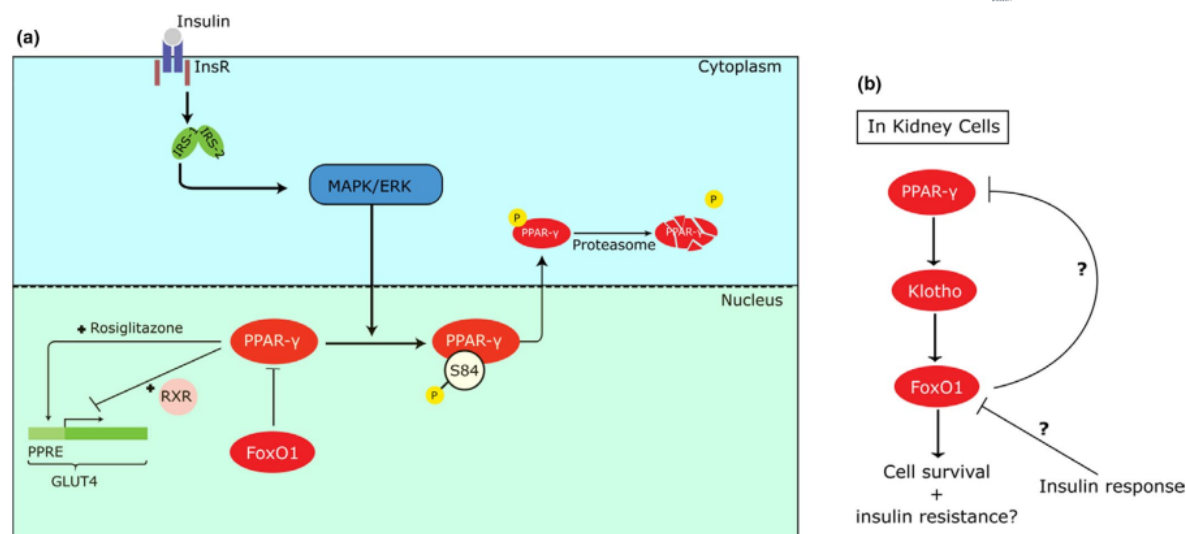 (a)
Insulin
InsR
Cytoplasm
IRS-1
IRS-2
MAPK/ERK
P
PPAR-γ
Proteasome
P
PPAR-γ
Nucleus
+ Rosiglitazone
PPAR-γ
PPAR-γ
S84
P
+
RXR
FoxO1
PPRE
GLUT4
(b)
In Kidney Cells
PPAR-γ
?
Klotho
FoxO1
?
Cell survival
+
insulin resistance?
Insulin response